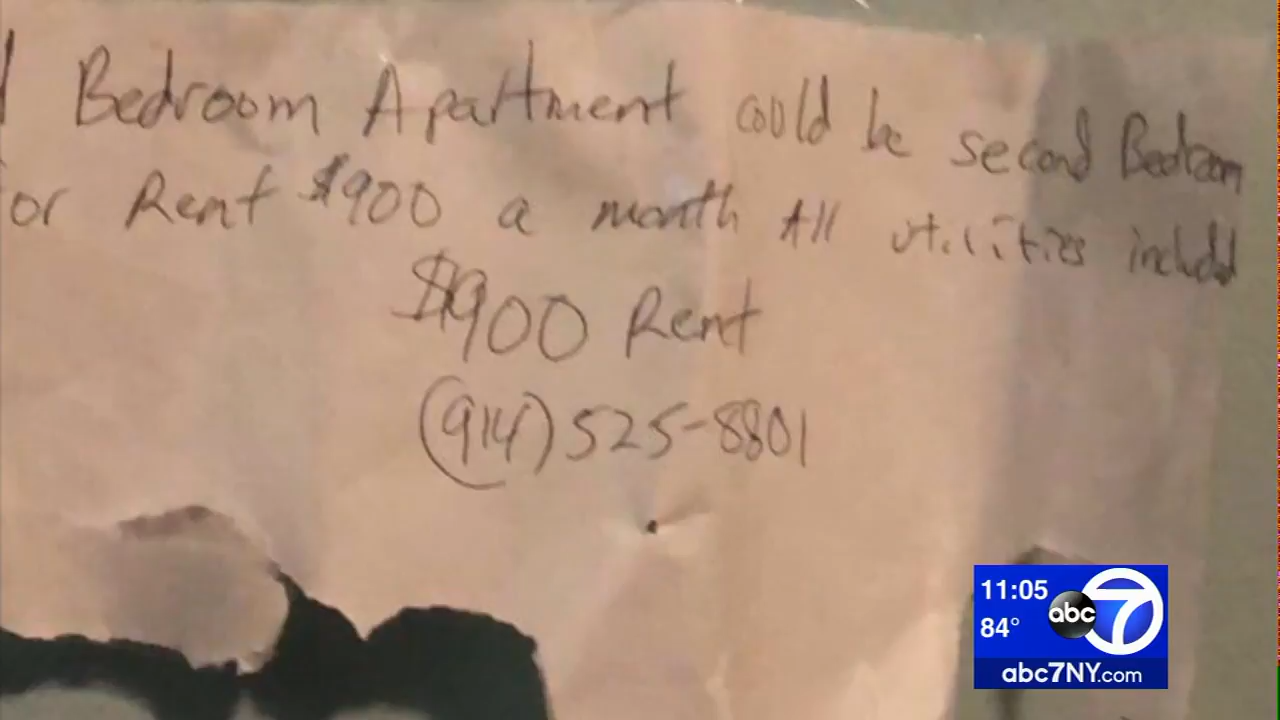 Bedroom Apartment could be second Bedroom
or Rent $900 a month All utilities included
$900 Rent
(914) 525-8801
11:05
84°
abc 7
abc7NY.com